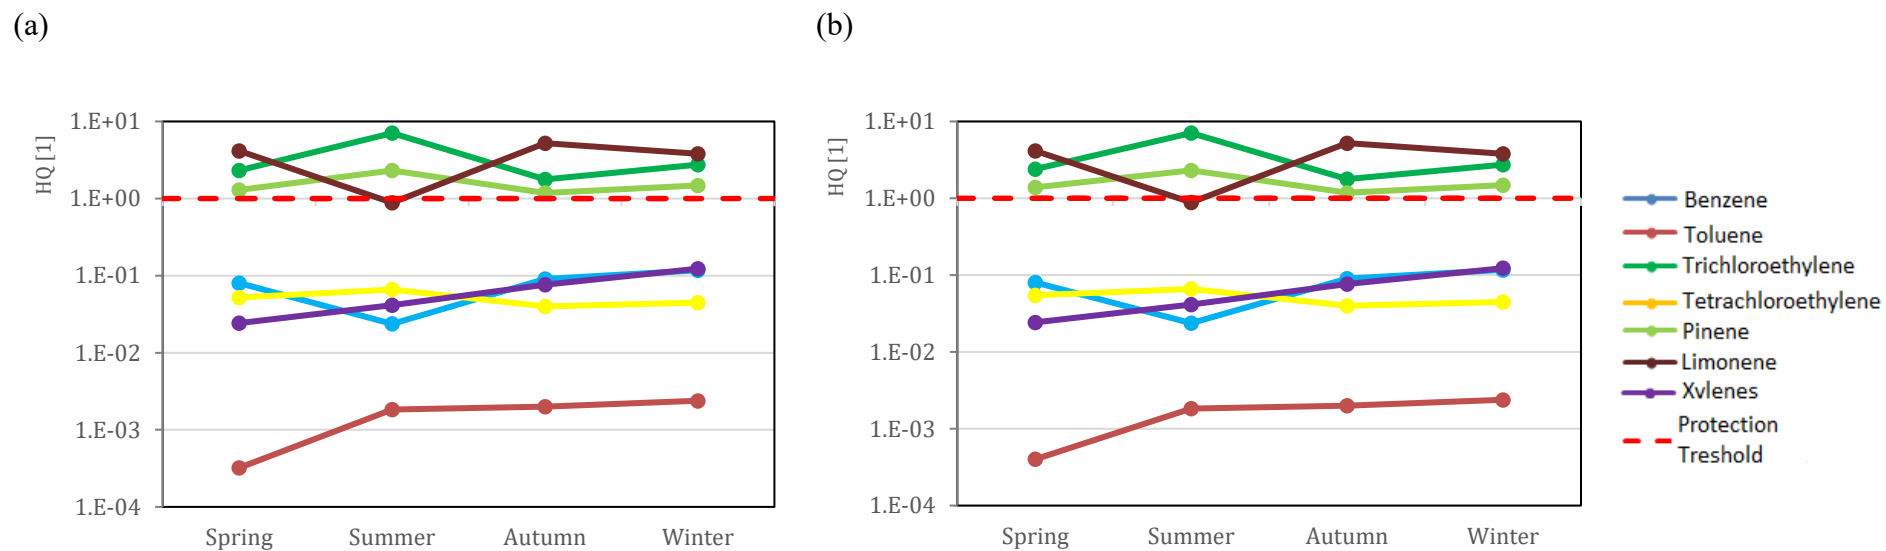 (a)
HQ [1]
1.E+01
1.E+00
1.E-01
1.E-02
1.E-03
1.E-04
Spring Summer Autumn Winter
(b)
HQ [1]
1.E+01
1.E+00
1.E-01
1.E-02
1.E-03
1.E-04
Spring Summer Autumn Winter
Benzene
Toluene
Trichloroethylene
Tetrachloroethylene
Pinene
Limonene
Xvlenes
Protection
Treshold